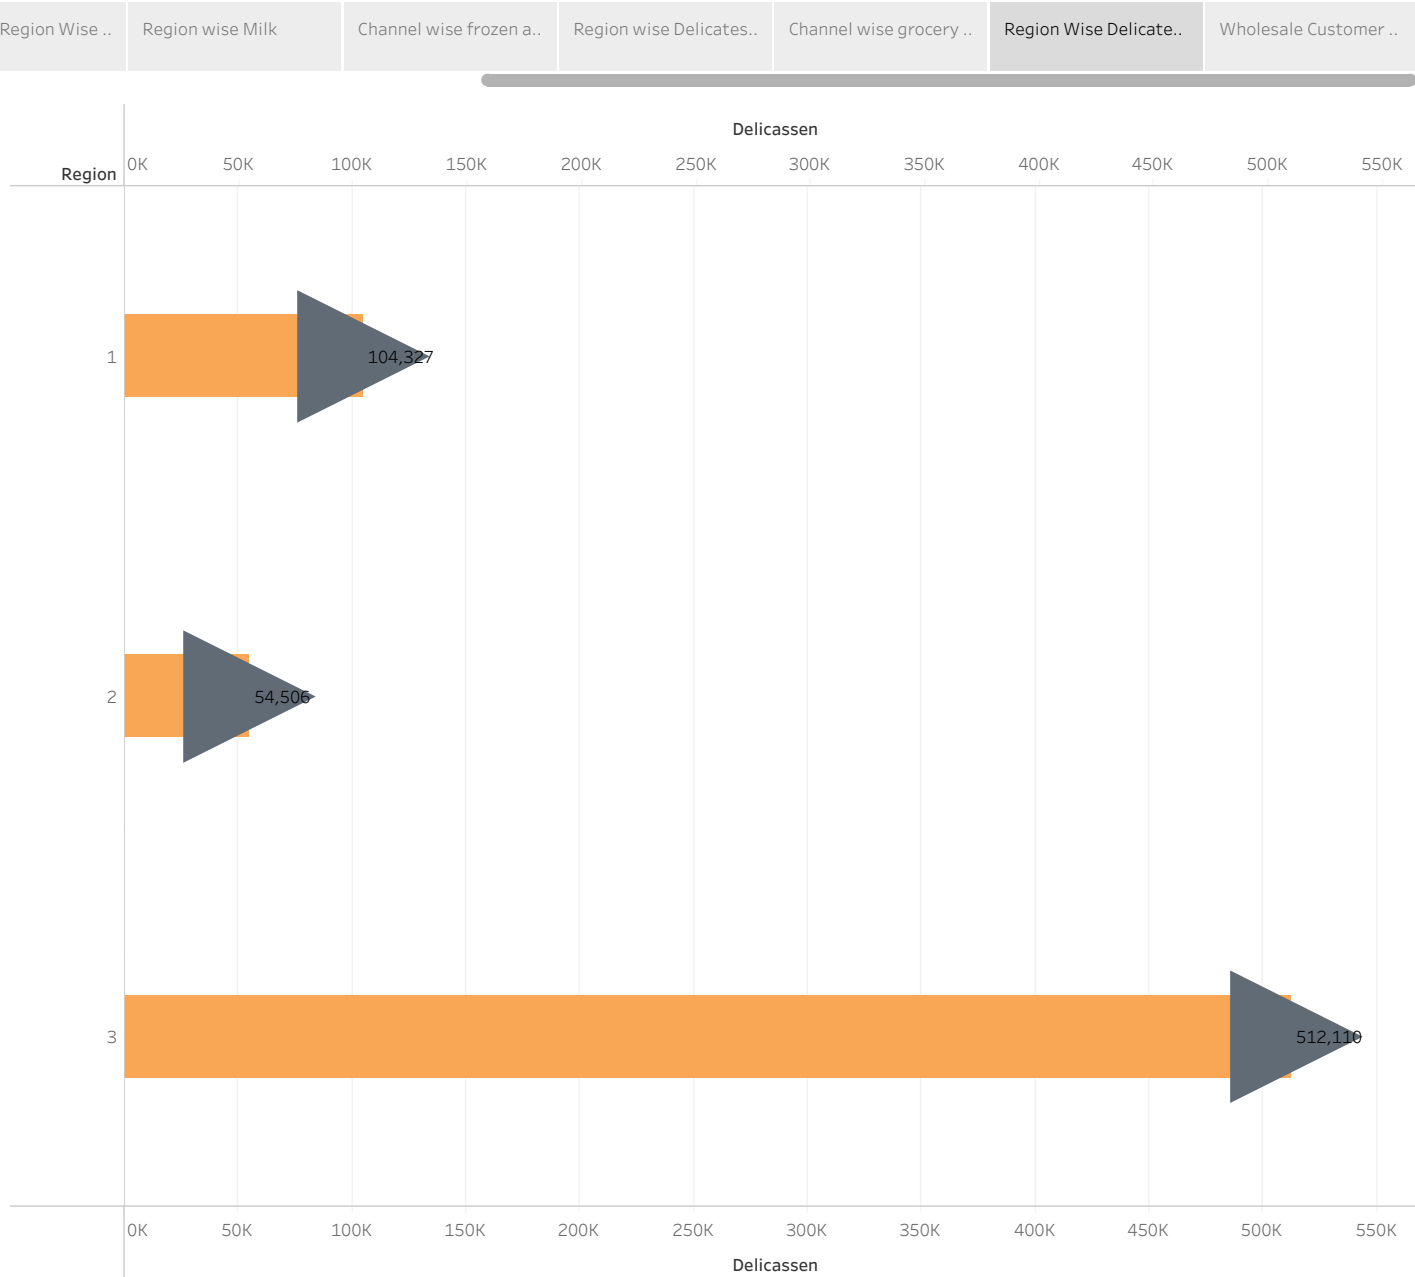 Region Wise ..
Region wise Milk
Channel wise frozen a..
Region wise Delicates..
Channel wise grocery ..
Region Wise Delicate..
Wholesale Customer ..
Delicassen
Region
0K 50K 100K 150K 200K 250K 300K 350K 400K 450K 500K 550K
1
104,327
2
54,506
3
512,110
0K 50K 100K 150K 200K 250K 300K 350K 400K 450K 500K 550K
Delicassen